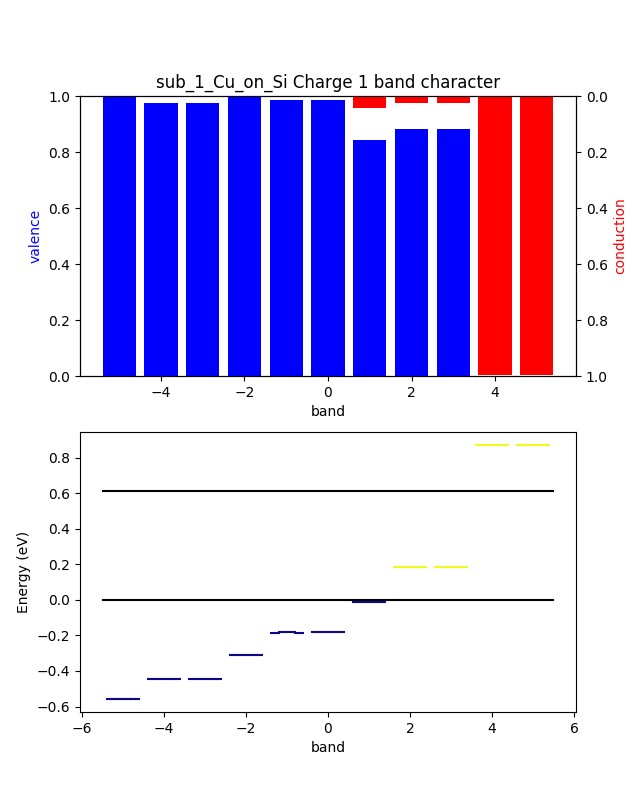 sub_1_Cu_on_Si Charge 1 band character
1.0 0.0
0.8 0.2
0.6 0.4
0.4 0.6
0.2 0.8
0.0 1.0
valence
conduction
−4 −2 0 2 4
band
0.8
0.6
0.4
0.2
0.0
−0.2
−0.4
−0.6
Energy (eV)
−6 −4 −2 0 2 4 6
band